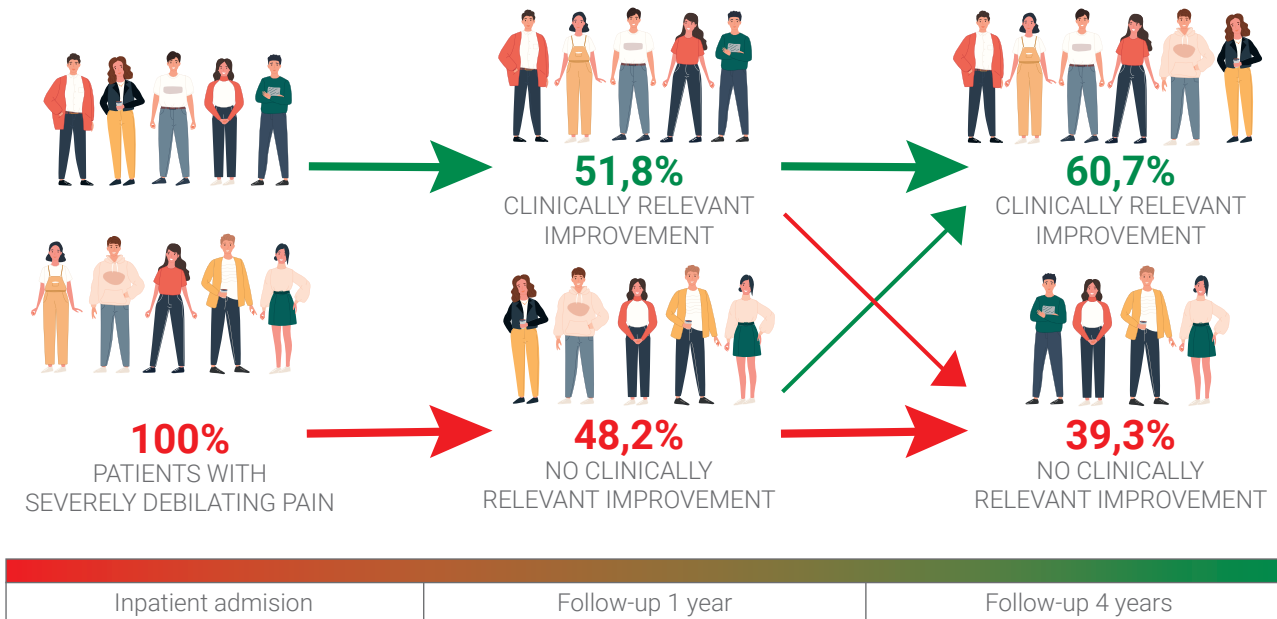 51,8%
CLINICALLY RELEVANT
IMPROVEMENT
60,7%
CLINICALLY RELEVANT
IMPROVEMENT
100%
PATIENTS WITH
SEVERELY DEBILATING PAIN
48,2%
NO CLINICALLY
RELEVANT IMPROVEMENT
39,3%
NO CLINICALLY
RELEVANT IMPROVEMENT
Inpatient admision
Follow-up 1 year
Follow-up 4 years